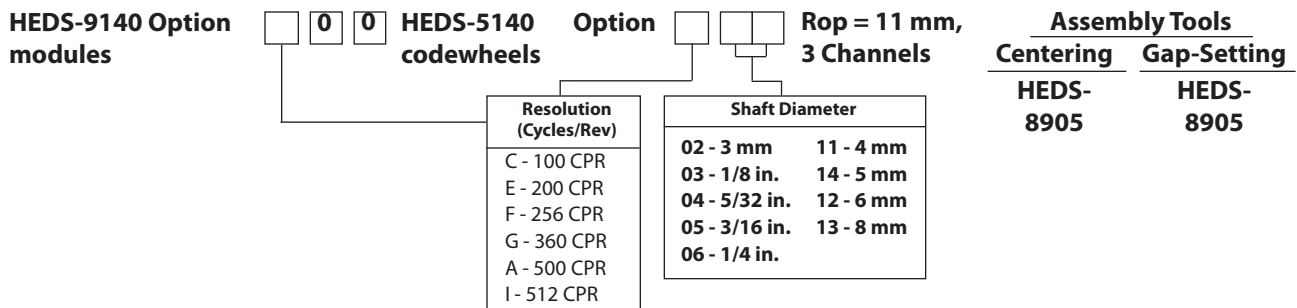 HEDS-9140 Option modules
0 0
HEDS-5140 codewheels
Option
Rop = 11 mm,
3 Channels
Assembly Tools
Centering Gap-Setting
HEDS-8905 HEDS-8905
Resolution
(Cycles/Rev)
C - 100 CPR
E - 200 CPR
F - 256 CPR
G - 360 CPR
A - 500 CPR
I - 512 CPR
Shaft Diameter
02 - 3 mm 11 - 4 mm
03 - 1/8 in. 14 - 5 mm
04 - 5/32 in. 12 - 6 mm
05 - 3/16 in. 13 - 8 mm
06 - 1/4 in.